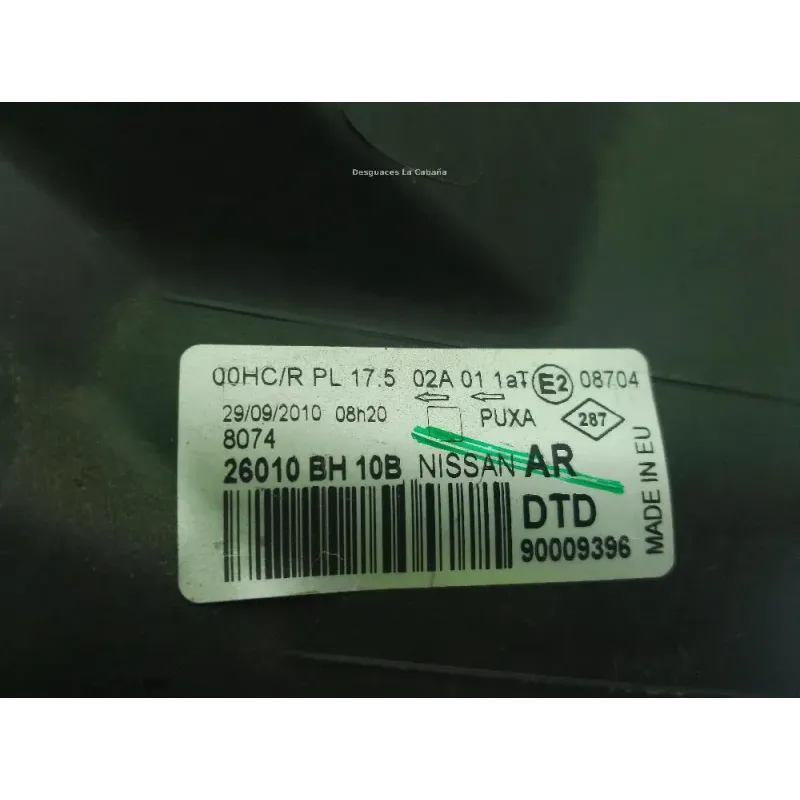 Desguaces La Cabaña
00HC/R PL 17.5 02A 01 1aT E2 08704
29/09/2010 08h20 PUXA 287
8074
26010 BH 10B NISSAN AR
DTD
90009396
MADE IN EU